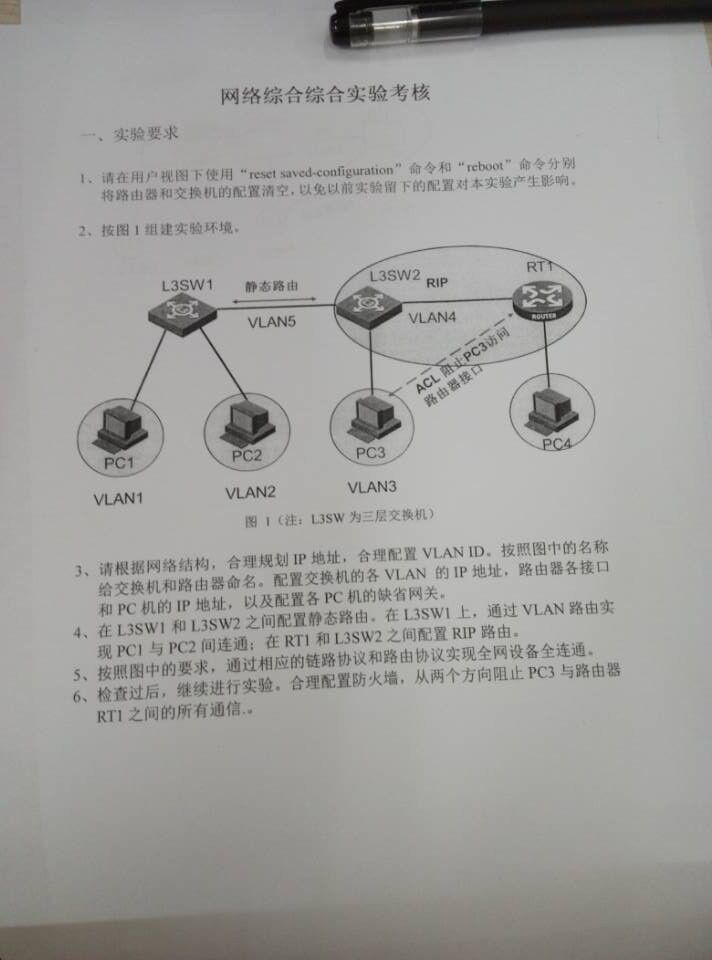 网络综合综合实验考核
一、实验要求
1、请在用户视图下使用“reset saved-configuration”命令和“reboot”命令分别
将路由器和交换机的配置清空，以免以前实验留下的配置对本实验产生影响。
2、按图 1 组建实验环境。
L3SW1
静态路由
VLAN5
L3SW2
RIP
RT1
VLAN4
ROUTER
ACL 阻止PC3访问
路由器接口
PC1
PC2
PC3
PC4
VLAN1
VLAN2
VLAN3
图 1（注：L3SW 为三层交换机）
3、请根据网络结构，合理规划 IP 地址，合理配置 VLAN ID。按照图中的名称
给交换机和路由器命名。配置交换机的各 VLAN 的 IP 地址，路由器各接口
和 PC 机的 IP 地址，以及配置各 PC 机的缺省网关。
4、在 L3SW1 和 L3SW2 之间配置静态路由。在 L3SW1 上，通过 VLAN 路由实
现 PC1 与 PC2 间连通；在 RT1 和 L3SW2 之间配置 RIP 路由。
5、按照图中的要求，通过相应的链路协议和路由协议实现全网设备全连通。
6、检查过后，继续进行实验。合理配置防火墙，从两个方向阻止 PC3 与路由器
RT1 之间的所有通信.。